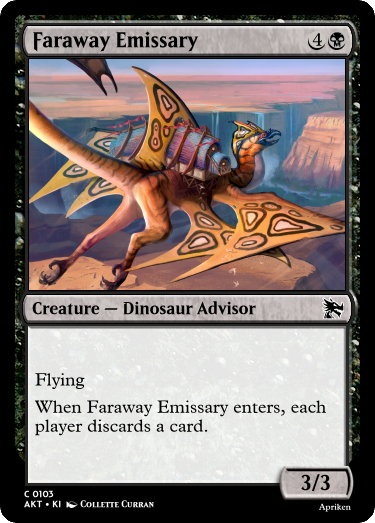 Faraway Emissary 4
Creature — Dinosaur Advisor
Flying
When Faraway Emissary enters, each
player discards a card.
3/3
C 0103
AKT • KI Collette Curran
Apriken